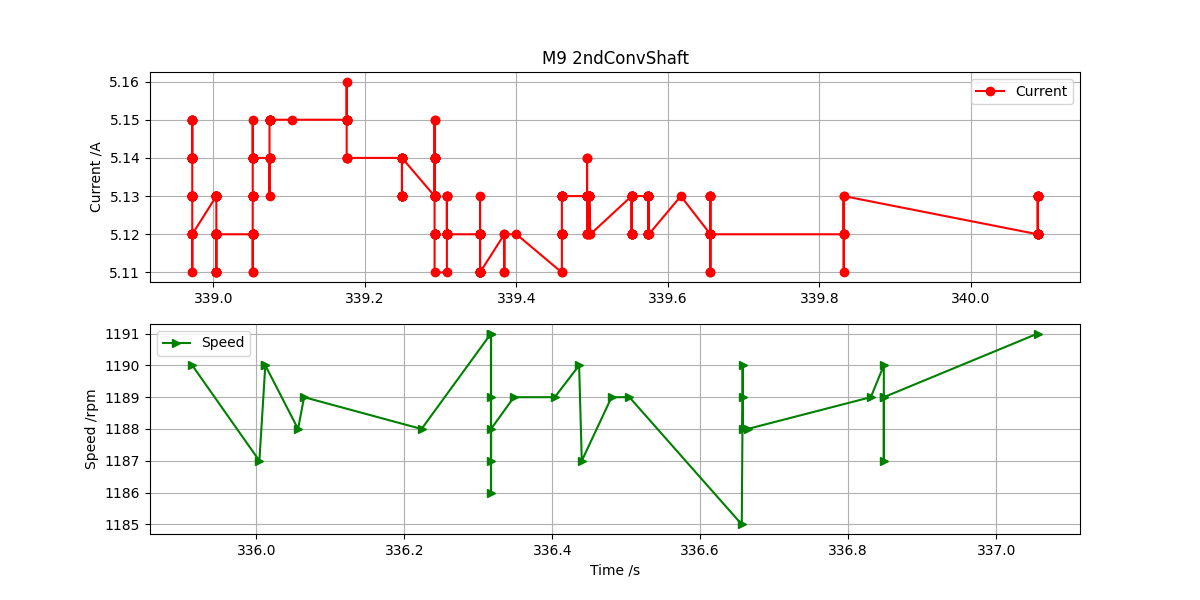 M9 2ndConvShaft
5.16
5.15
5.14
5.13
5.12
5.11
Current /A
Current
339.0 339.2 339.4 339.6 339.8 340.0
1191
1190
1189
1188
1187
1186
1185
Speed /rpm
Speed
336.0 336.2 336.4 336.6 336.8 337.0
Time /s